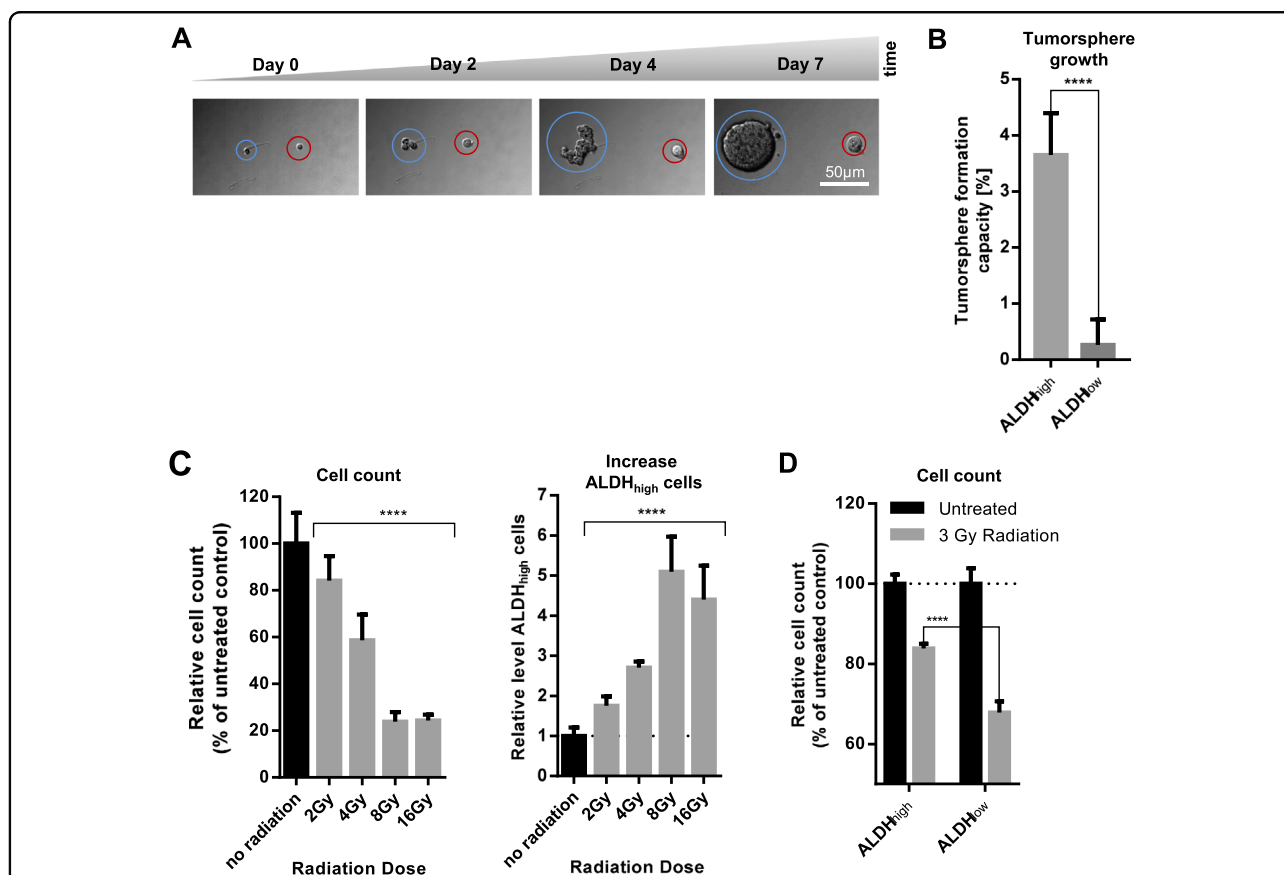 A
Day 0 Day 2 Day 4 Day 7
time
50μm
B
Tumorsphere
growth
Tumorsphere formation
capacity [%]
5
4
3
2
1
0
****
ALDHhigh ALDHlow
C
Cell count
Relative cell count
(% of untreated control)
120
100
80
60
40
20
0
****
no radiation 2Gy 4Gy 8Gy 16Gy
Radiation Dose
Increase
ALDHhigh cells
Relative level ALDHhigh cells
7
6
5
4
3
2
1
0
****
no radiation 2Gy 4Gy 8Gy 16Gy
Radiation Dose
D
Cell count
Relative cell count
(% of untreated control)
120
100
80
60
Untreated
3 Gy Radiation
****
ALDHhigh ALDHlow